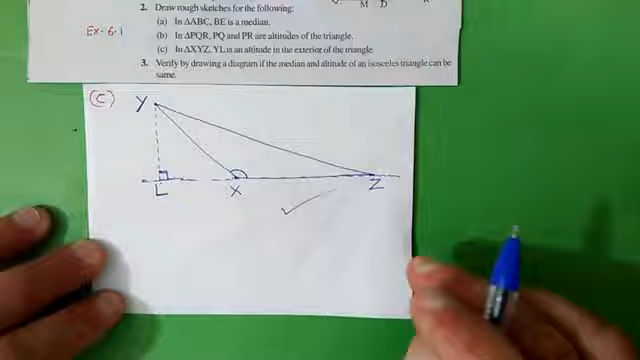 M D R
2. Draw rough sketches for the following:
(a) In ΔABC, BE is a median.
Ex-6.1
(b) In ΔPQR, PQ and PR are altitudes of the triangle.
(c) In ΔXYZ, YL is an altitude in the exterior of the triangle.
3. Verify by drawing a diagram if the median and altitude of an isosceles triangle can be
same.
(C)
Y
L X Z